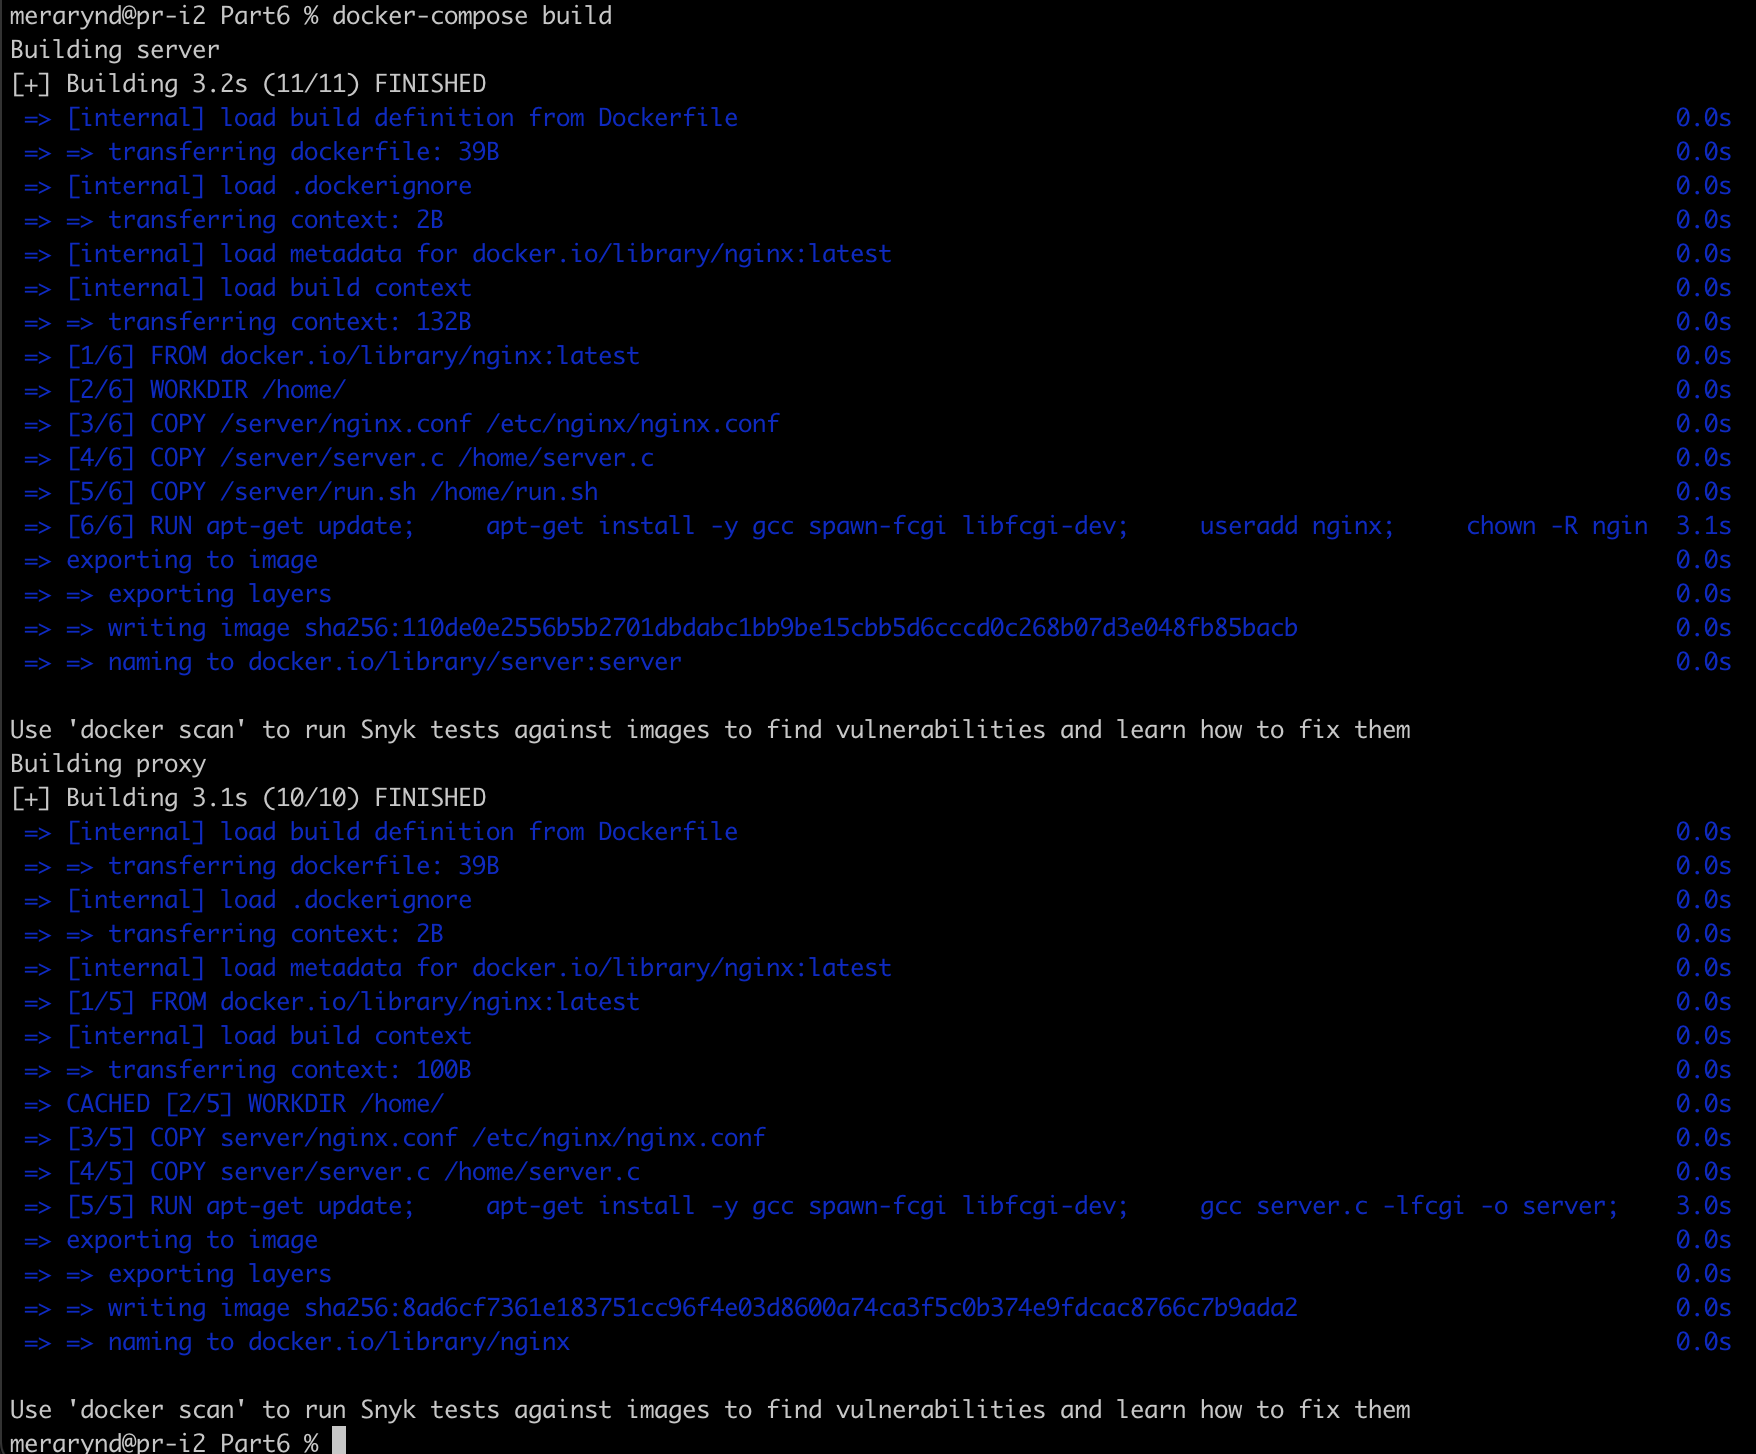 merarynd@pr-i2 Part6 % docker-compose build
Building server
[+] Building 3.2s (11/11) FINISHED
=> [internal] load build definition from Dockerfile 0.0s
=> => transferring dockerfile: 39B 0.0s
=> [internal] load .dockerignore 0.0s
=> => transferring context: 2B 0.0s
=> [internal] load metadata for docker.io/library/nginx:latest 0.0s
=> [internal] load build context 0.0s
=> => transferring context: 132B 0.0s
=> [1/6] FROM docker.io/library/nginx:latest 0.0s
=> [2/6] WORKDIR /home/ 0.0s
=> [3/6] COPY /server/nginx.conf /etc/nginx/nginx.conf 0.0s
=> [4/6] COPY /server/server.c /home/server.c 0.0s
=> [5/6] COPY /server/run.sh /home/run.sh 0.0s
=> [6/6] RUN apt-get update;     apt-get install -y gcc spawn-fcgi libfcgi-dev;     useradd nginx;     chown -R ngin 3.1s
=> exporting to image 0.0s
=> => exporting layers 0.0s
=> => writing image sha256:110de0e2556b5b2701dbdabc1bb9be15cbb5d6cccd0c268b07d3e048fb85bacb 0.0s
=> => naming to docker.io/library/server:server 0.0s
Use 'docker scan' to run Snyk tests against images to find vulnerabilities and learn how to fix them
Building proxy
[+] Building 3.1s (10/10) FINISHED
=> [internal] load build definition from Dockerfile 0.0s
=> => transferring dockerfile: 39B 0.0s
=> [internal] load .dockerignore 0.0s
=> => transferring context: 2B 0.0s
=> [internal] load metadata for docker.io/library/nginx:latest 0.0s
=> [1/5] FROM docker.io/library/nginx:latest 0.0s
=> [internal] load build context 0.0s
=> => transferring context: 100B 0.0s
=> CACHED [2/5] WORKDIR /home/ 0.0s
=> [3/5] COPY server/nginx.conf /etc/nginx/nginx.conf 0.0s
=> [4/5] COPY server/server.c /home/server.c 0.0s
=> [5/5] RUN apt-get update;     apt-get install -y gcc spawn-fcgi libfcgi-dev;     gcc server.c -lfcgi -o server; 3.0s
=> exporting to image 0.0s
=> => exporting layers 0.0s
=> => writing image sha256:8ad6cf7361e183751cc96f4e03d8600a74ca3f5c0b374e9fdcac8766c7b9ada2 0.0s
=> => naming to docker.io/library/nginx 0.0s
Use 'docker scan' to run Snyk tests against images to find vulnerabilities and learn how to fix them
merarynd@pr-i2 Part6 %